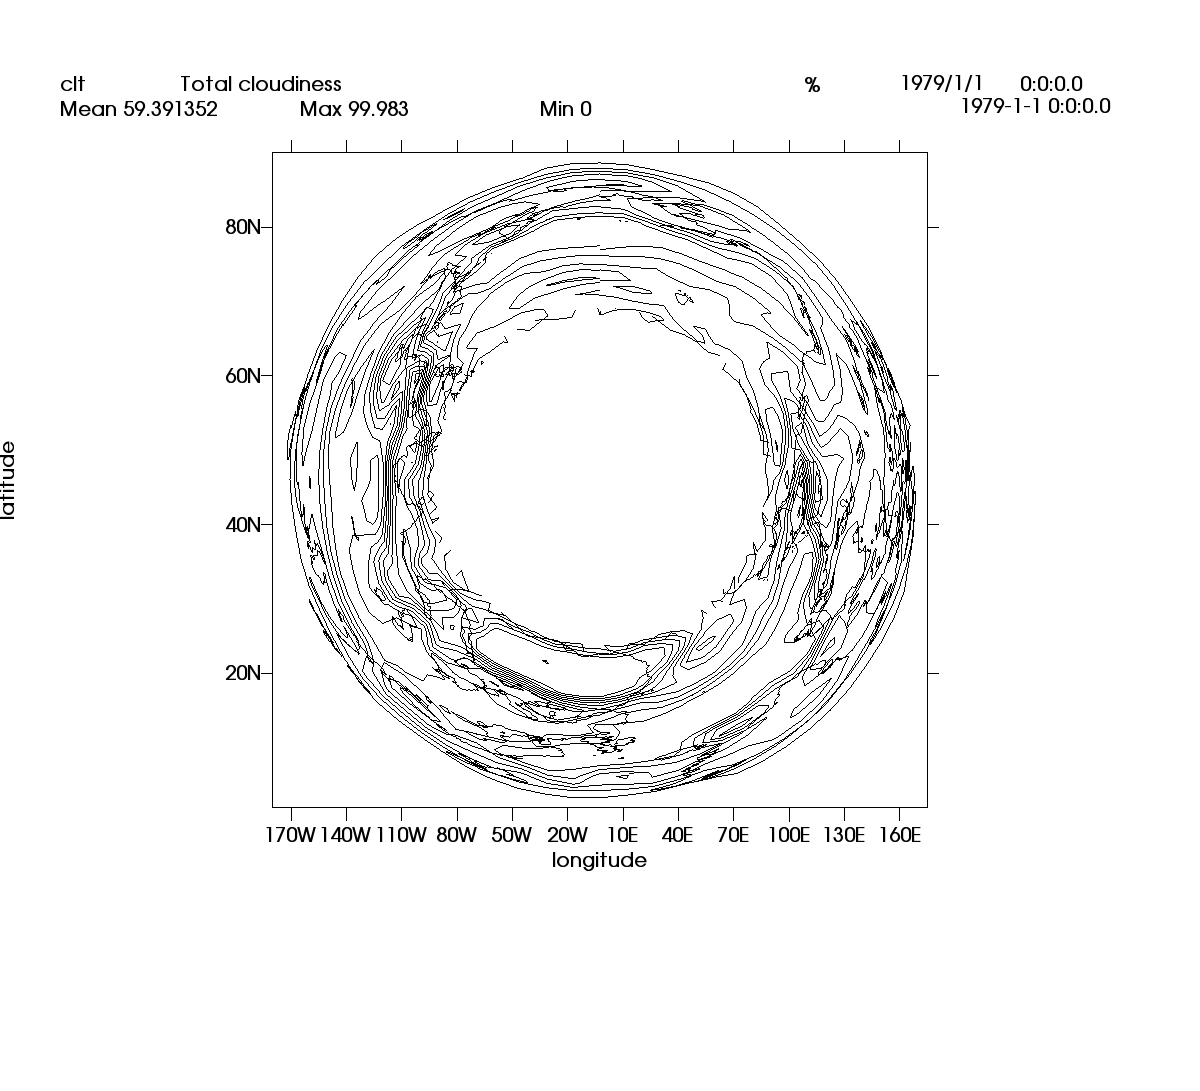 clt Total cloudiness % 1979/1/1 0:0:0.0
Mean 59.391352 Max 99.983 Min 0 1979-1-1 0:0:0.0
80N
60N
latitude
40N
20N
170W 140W 110W 80W 50W 20W 10E 40E 70E 100E 130E 160E
longitude